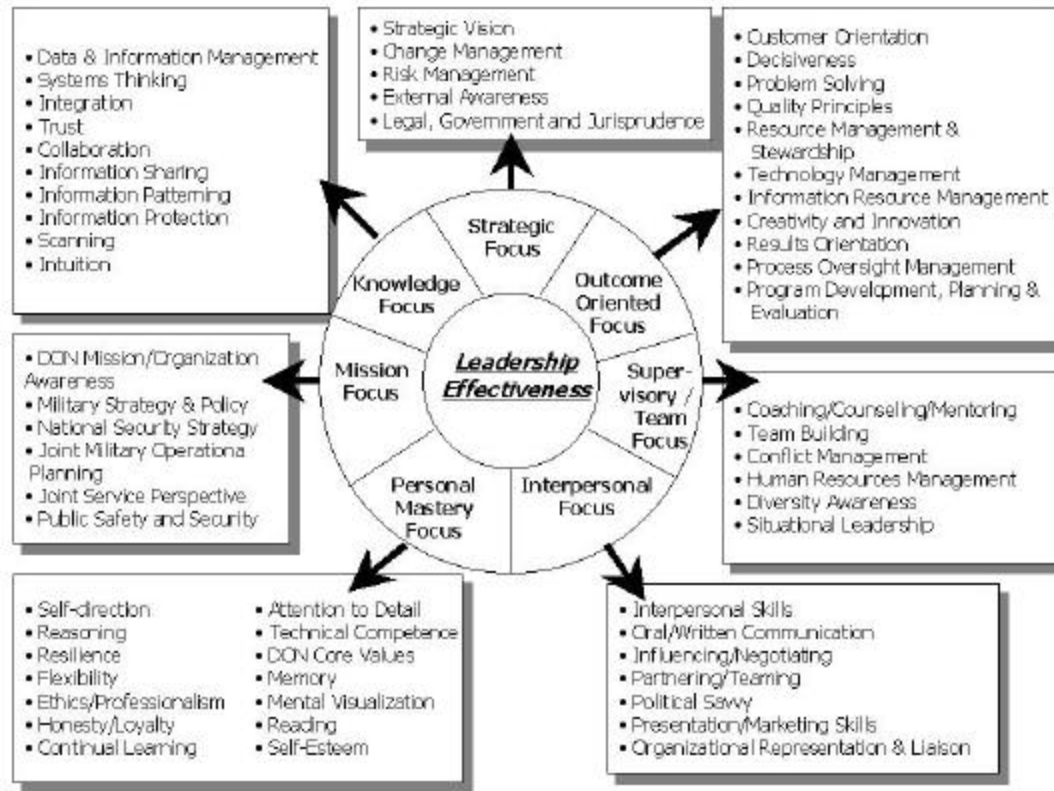 • Data & Information Management
• Systems Thinking
• Integration
• Trust
• Collaboration
• Information Sharing
• Information Patterning
• Information Protection
• Scanning
• Intuition
• Strategic Vision
• Change Management
• Risk Management
• External Awareness
• Legal, Government and Jurisprudence
• Customer Orientation
• Decisiveness
• Problem Solving
• Quality Principles
• Resource Management &
Stewardship
• Technology Management
• Information Resource Management
• Creativity and Innovation
• Results Orientation
• Process Oversight Management
• Program Development, Planning &
Evaluation
Strategic
Focus
Knowledge
Focus
Outcome
Oriented
Focus
Mission
Focus
Leadership
Effectiveness
Super-
visory /
Team
Focus
Personal
Mastery
Focus
Interpersonal
Focus
• DON Mission/Organization
Awareness
• Military Strategy & Policy
• National Security Strategy
• Joint Military Operationa
Planning
• Joint Service Perspective
• Public Safety and Security
• Coaching/Counseling/Mentoring
• Team Building
• Conflict Management
• Human Resources Management
• Diversity Awareness
• Situational Leadership
• Self-direction
• Reasoning
• Resilience
• Flexibility
• Ethics/Professionalism
• Honesty/Loyalty
• Continual Learning
• Attention to Detail
• Technical Competence
• DON Core Values
• Memory
• Mental Visualization
• Reading
• Self-Esteem
• Interpersonal Skills
• Oral/Written Communication
• Influencing/Negotiating
• Partnering/Teaming
• Political Savvy
• Presentation/Marketing Skills
• Organizational Representation & Liaison